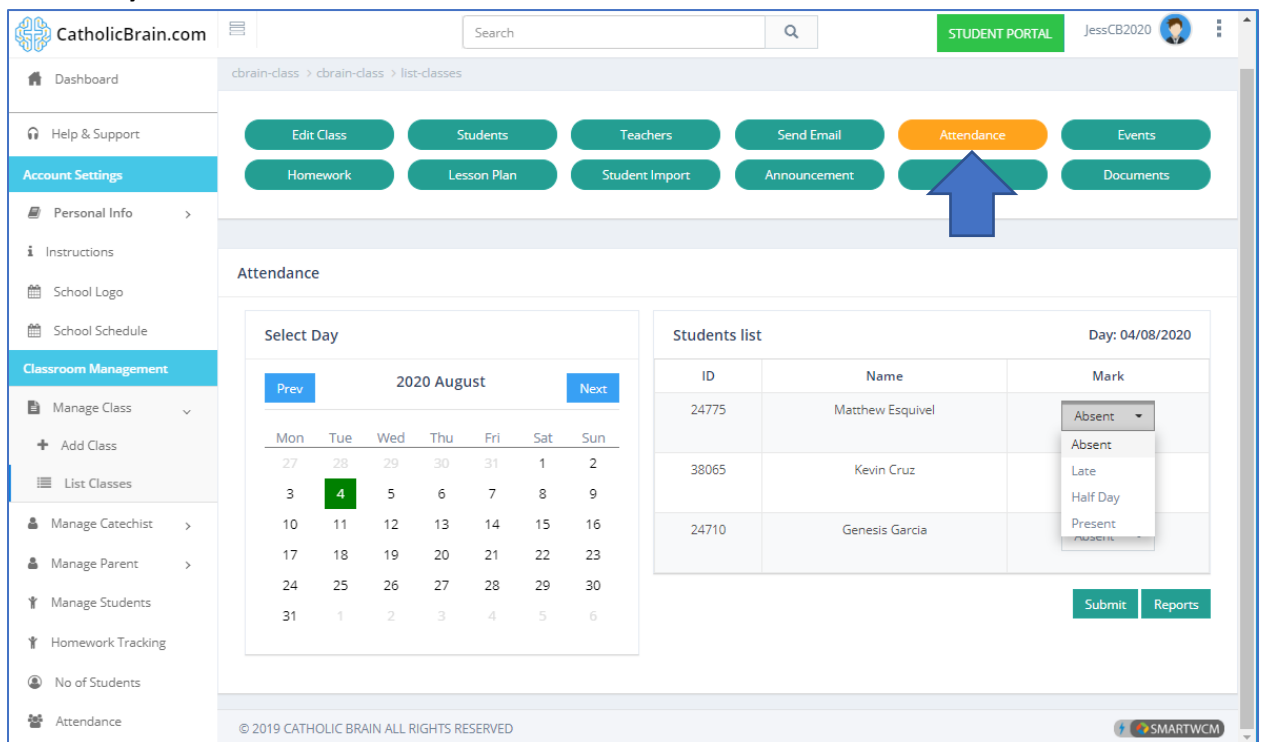 CatholicBrain.com
Search
STUDENT PORTAL
JessCB2020
Dashboard
Help & Support
Account Settings
Personal Info
Instructions
School Logo
School Schedule
Classroom Management
Manage Class
Add Class
List Classes
Manage Catechist
Manage Parent
Manage Students
Homework Tracking
No of Students
Attendance
cbrain-class > cbrain-class > list-classes
Edit Class Students Teachers Send Email Attendance Events
Homework Lesson Plan Student Import Announcement Documents
Attendance
Select Day
Prev 2020 August Next
Mon Tue Wed Thu Fri Sat Sun
27 28 29 30 31 1 2
3 4 5 6 7 8 9
10 11 12 13 14 15 16
17 18 19 20 21 22 23
24 25 26 27 28 29 30
31 1 2 3 4 5 6
Students list Day: 04/08/2020
ID Name Mark
24775 Matthew Esquivel Absent
Absent
38065 Kevin Cruz Late
Half Day
24710 Genesis Garcia Present
Absent
Submit Reports
© 2019 CATHOLIC BRAIN ALL RIGHTS RESERVED
SMARTWCM